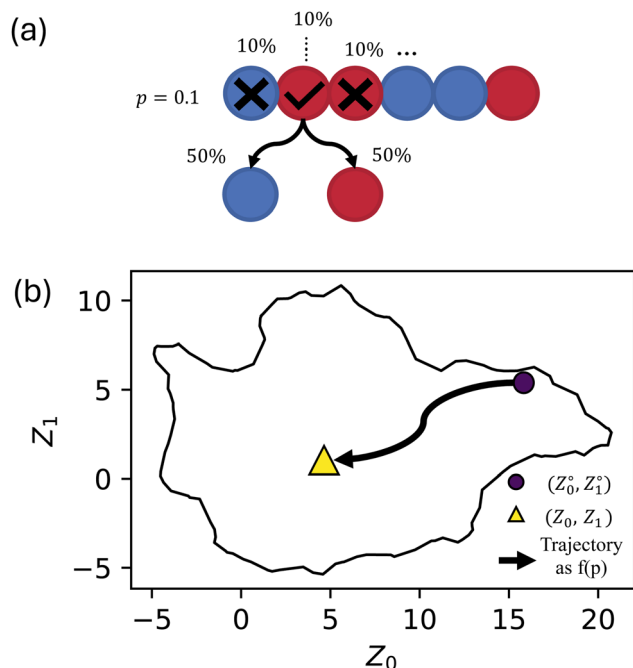 (a)
10%
10%
10%
...
p = 0.1
50%
50%
(b)
10
5
0
−5
Z₁
(Z₀°, Z₁°)
(Z₀, Z₁)
Trajectory
as f(p)
−5
0
5
10
15
20
Z₀